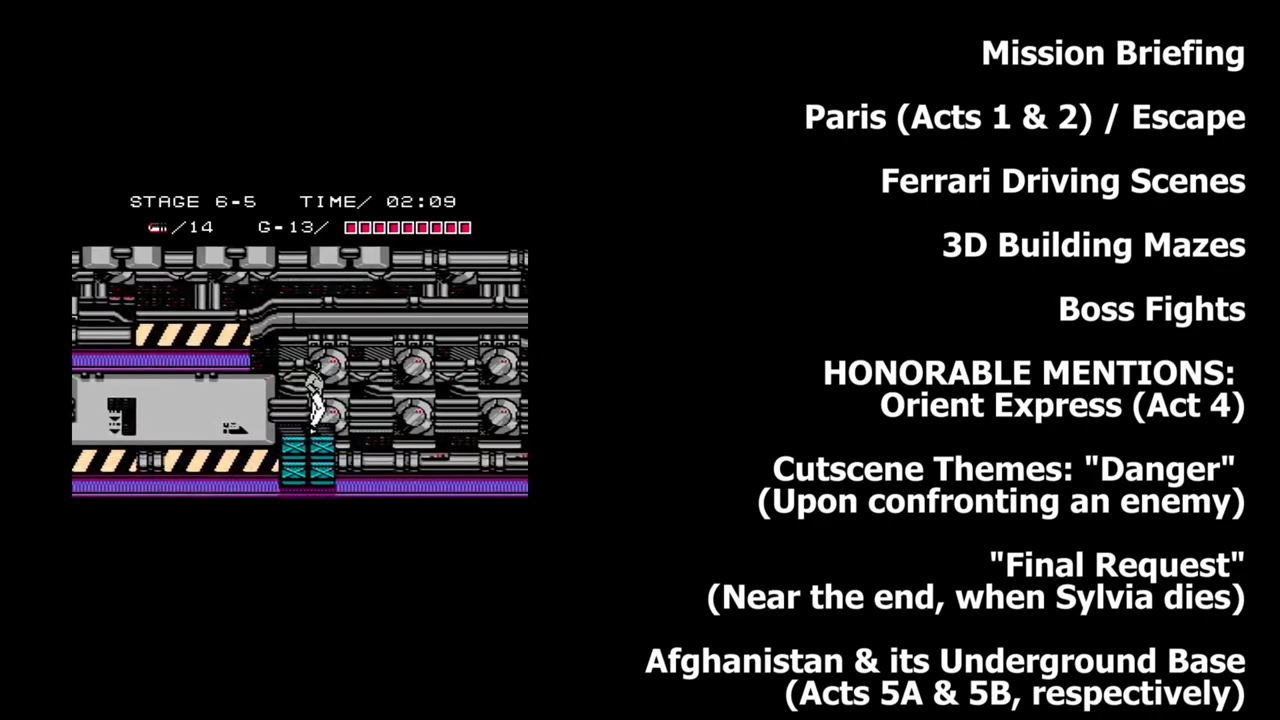 STAGE 6-5 TIME/ 02:09
/14 G-13/
Mission Briefing
Paris (Acts 1 & 2) / Escape
Ferrari Driving Scenes
3D Building Mazes
Boss Fights
HONORABLE MENTIONS:
Orient Express (Act 4)
Cutscene Themes: "Danger"
(Upon confronting an enemy)
"Final Request"
(Near the end, when Sylvia dies)
Afghanistan & its Underground Base
(Acts 5A & 5B, respectively)